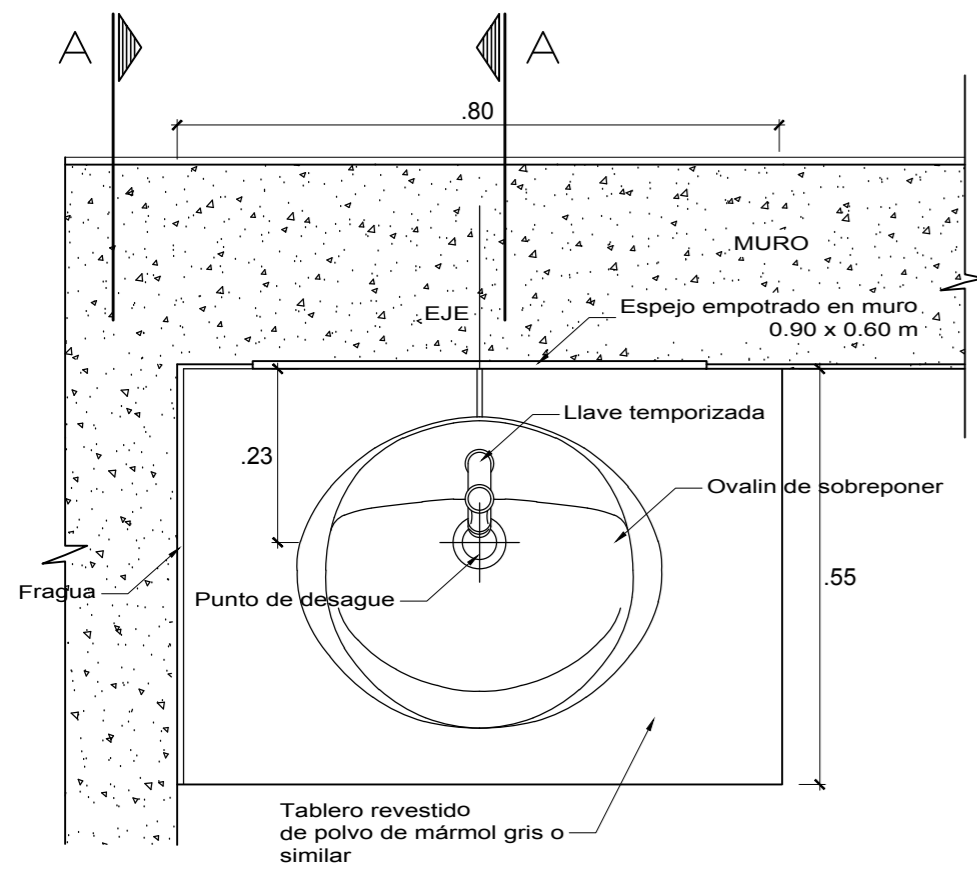 A
A
.80
MURO
EJE
Espejo empotrado en muro
0.90 x 0.60 m
Llave temporizada
.23
Ovalin de sobreponer
.55
Fragua
Punto de desague
Tablero revestido
de polvo de mármol gris o
similar